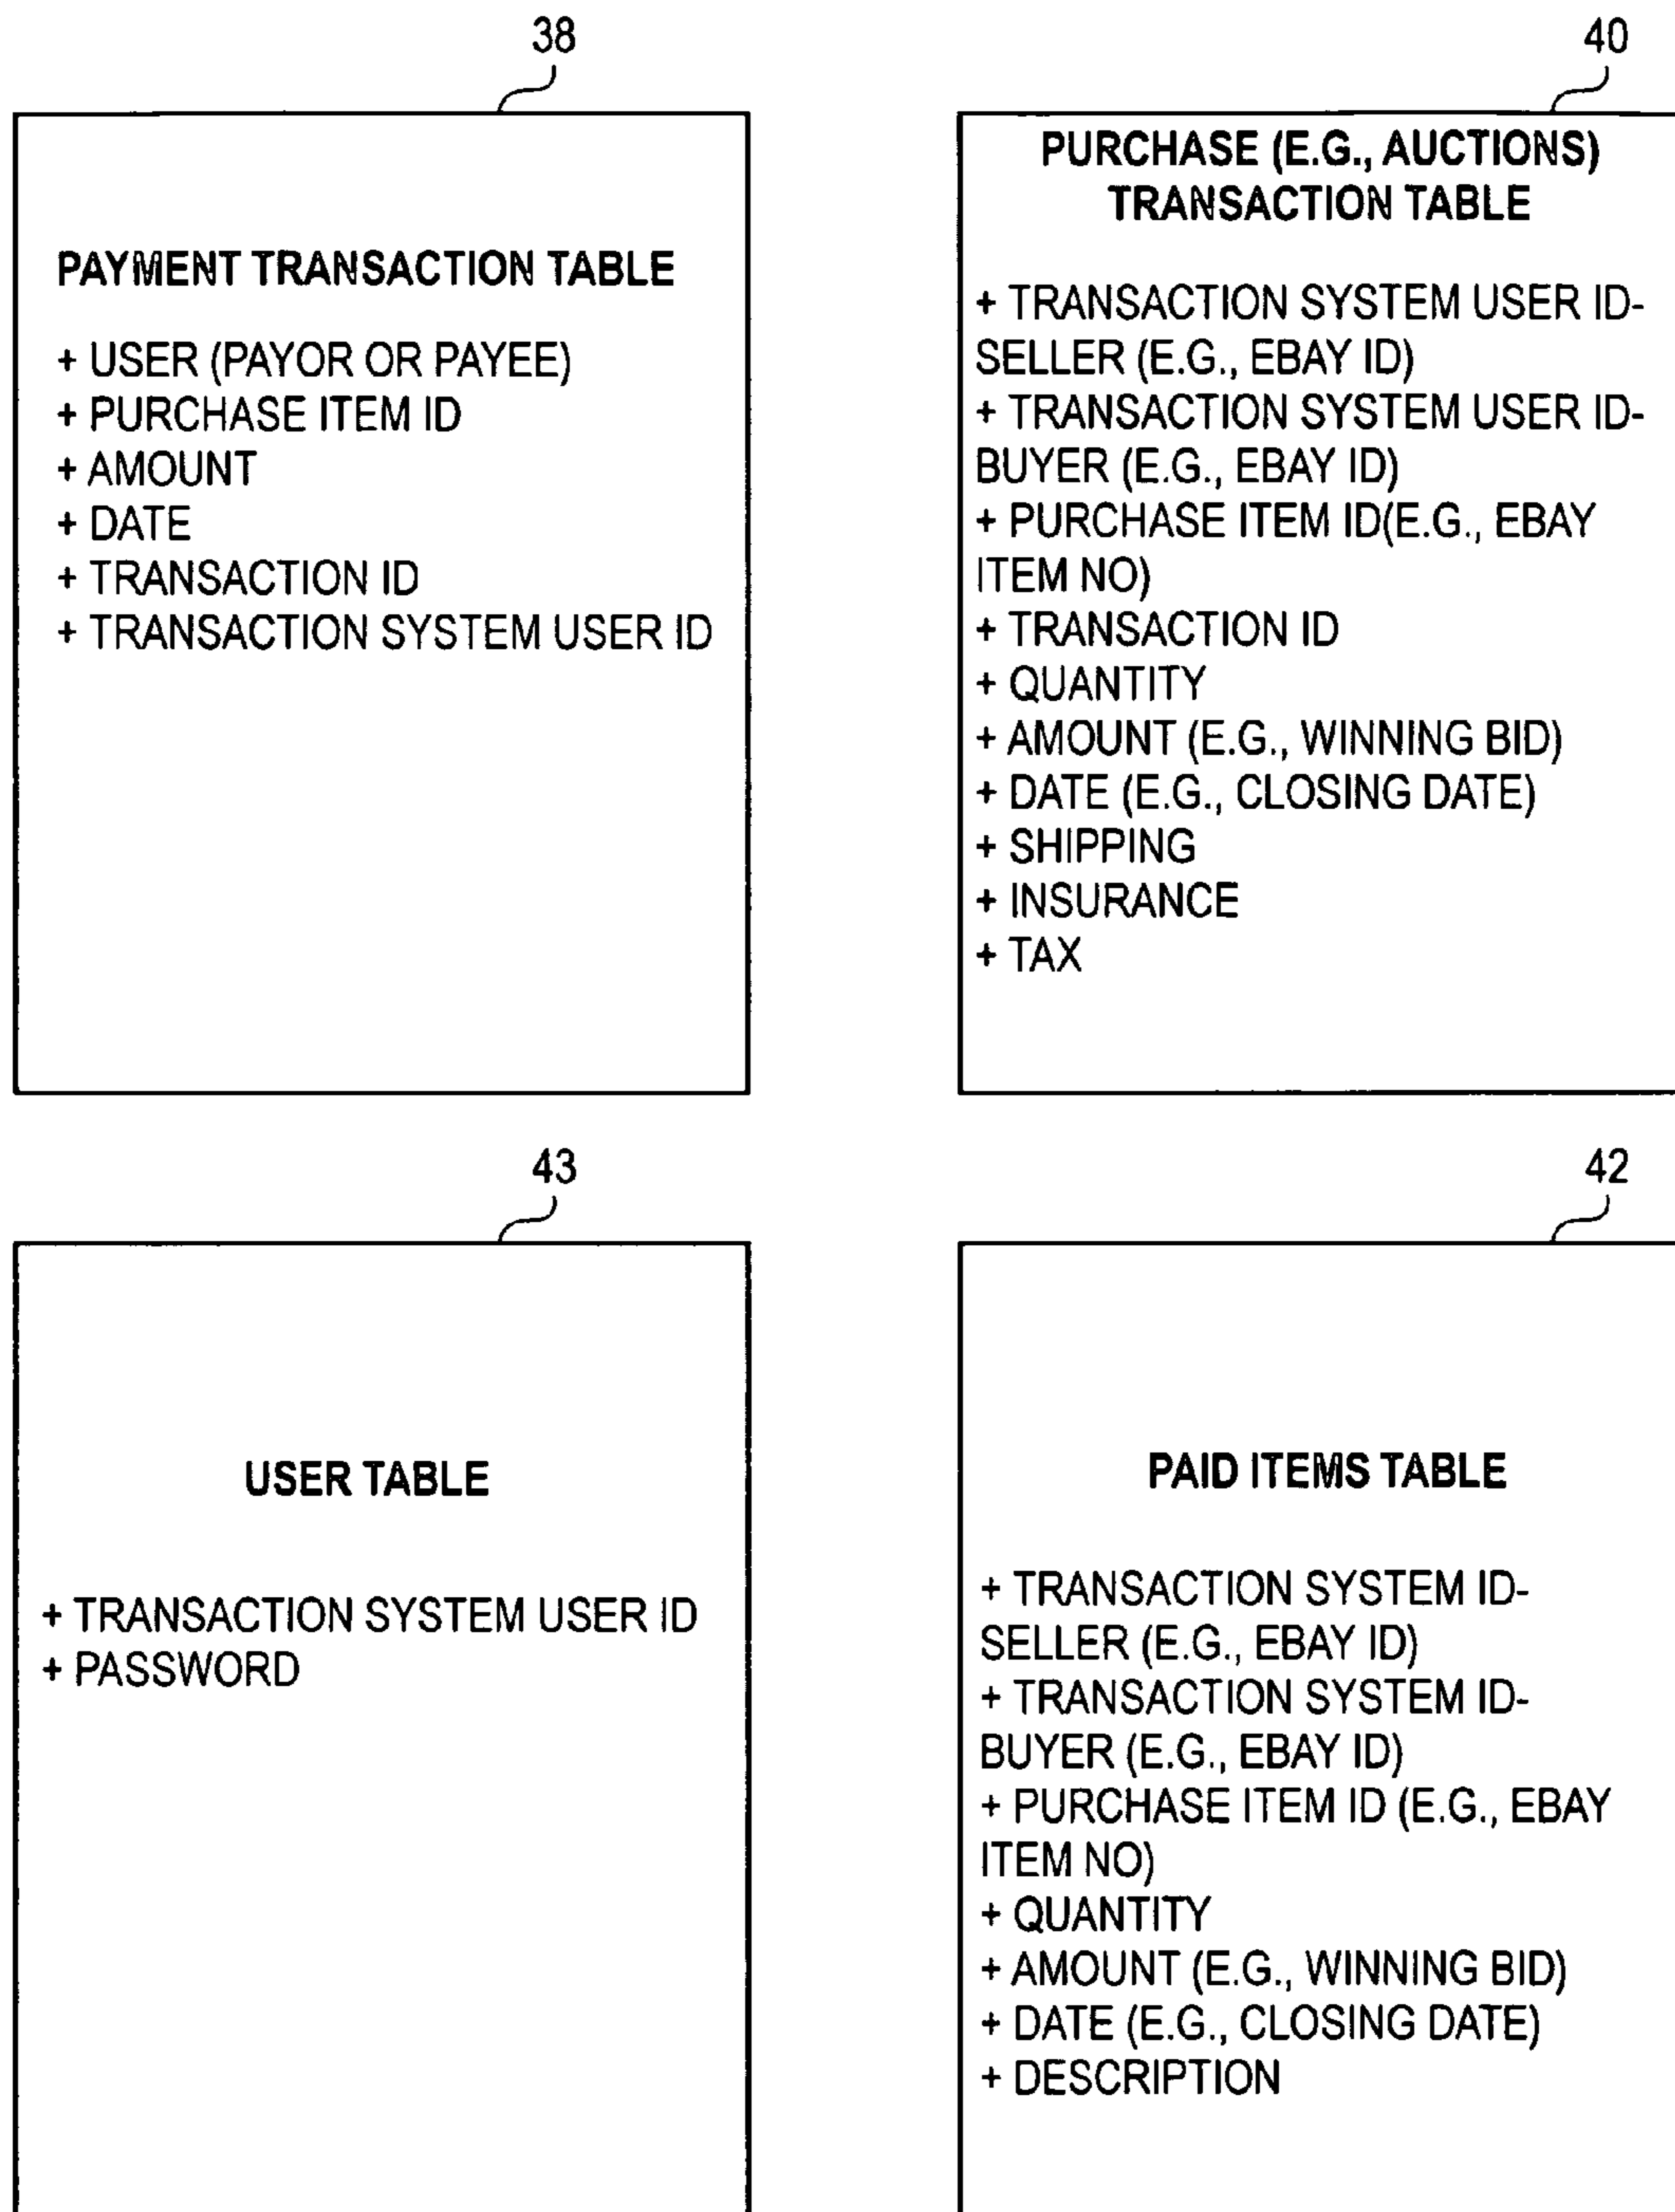 38
PAYMENT TRANSACTION TABLE
+ USER (PAYOR OR PAYEE)
+ PURCHASE ITEM ID
+ AMOUNT
+ DATE
+ TRANSACTION ID
+ TRANSACTION SYSTEM USER ID
40
PURCHASE (E.G., AUCTIONS)
TRANSACTION TABLE
+ TRANSACTION SYSTEM USER ID-
SELLER (E.G., EBAY ID)
+ TRANSACTION SYSTEM USER ID-
BUYER (E.G., EBAY ID)
+ PURCHASE ITEM ID(E.G., EBAY
ITEM NO)
+ TRANSACTION ID
+ QUANTITY
+ AMOUNT (E.G., WINNING BID)
+ DATE (E.G., CLOSING DATE)
+ SHIPPING
+ INSURANCE
+ TAX
43
USER TABLE
+ TRANSACTION SYSTEM USER ID
+ PASSWORD
42
PAID ITEMS TABLE
+ TRANSACTION SYSTEM ID-
SELLER (E.G., EBAY ID)
+ TRANSACTION SYSTEM ID-
BUYER (E.G., EBAY ID)
+ PURCHASE ITEM ID (E.G., EBAY
ITEM NO)
+ QUANTITY
+ AMOUNT (E.G., WINNING BID)
+ DATE (E.G., CLOSING DATE)
+ DESCRIPTION